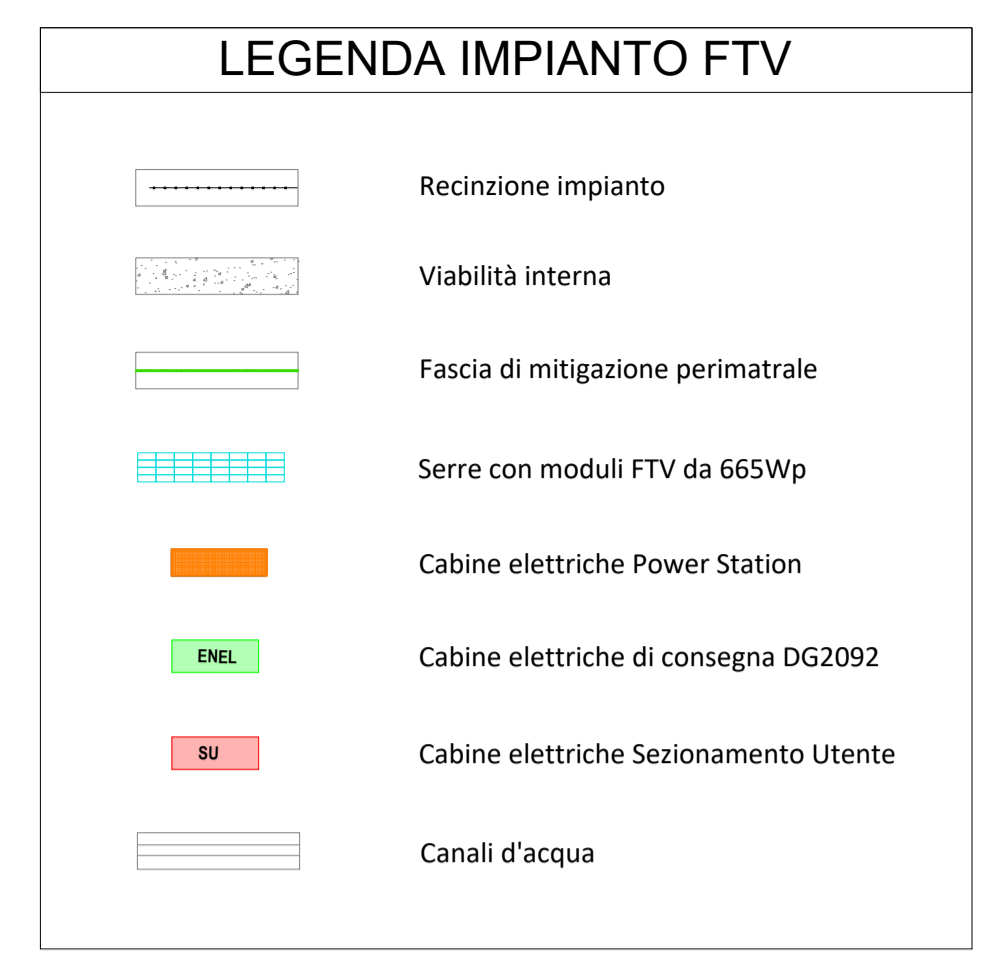 LEGENDA IMPIANTO FTV
Recinzione impianto
Viabilità interna
Fascia di mitigazione perimatrale
Serre con moduli FTV da 665Wp
Cabine elettriche Power Station
ENEL Cabine elettriche di consegna DG2092
SU Cabine elettriche Sezionamento Utente
Canali d'acqua